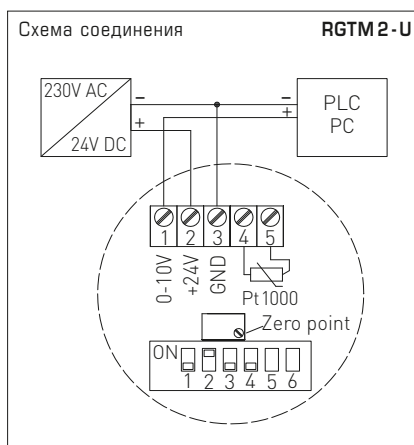 Схема соединения RGTM 2 - U
230V AC
24V DC
–
+
–
+
PLC
PC
1 2 3 4 5
0-10V
+24V
GND
Pt1000
Zero point
ON
1 2 3 4 5 6